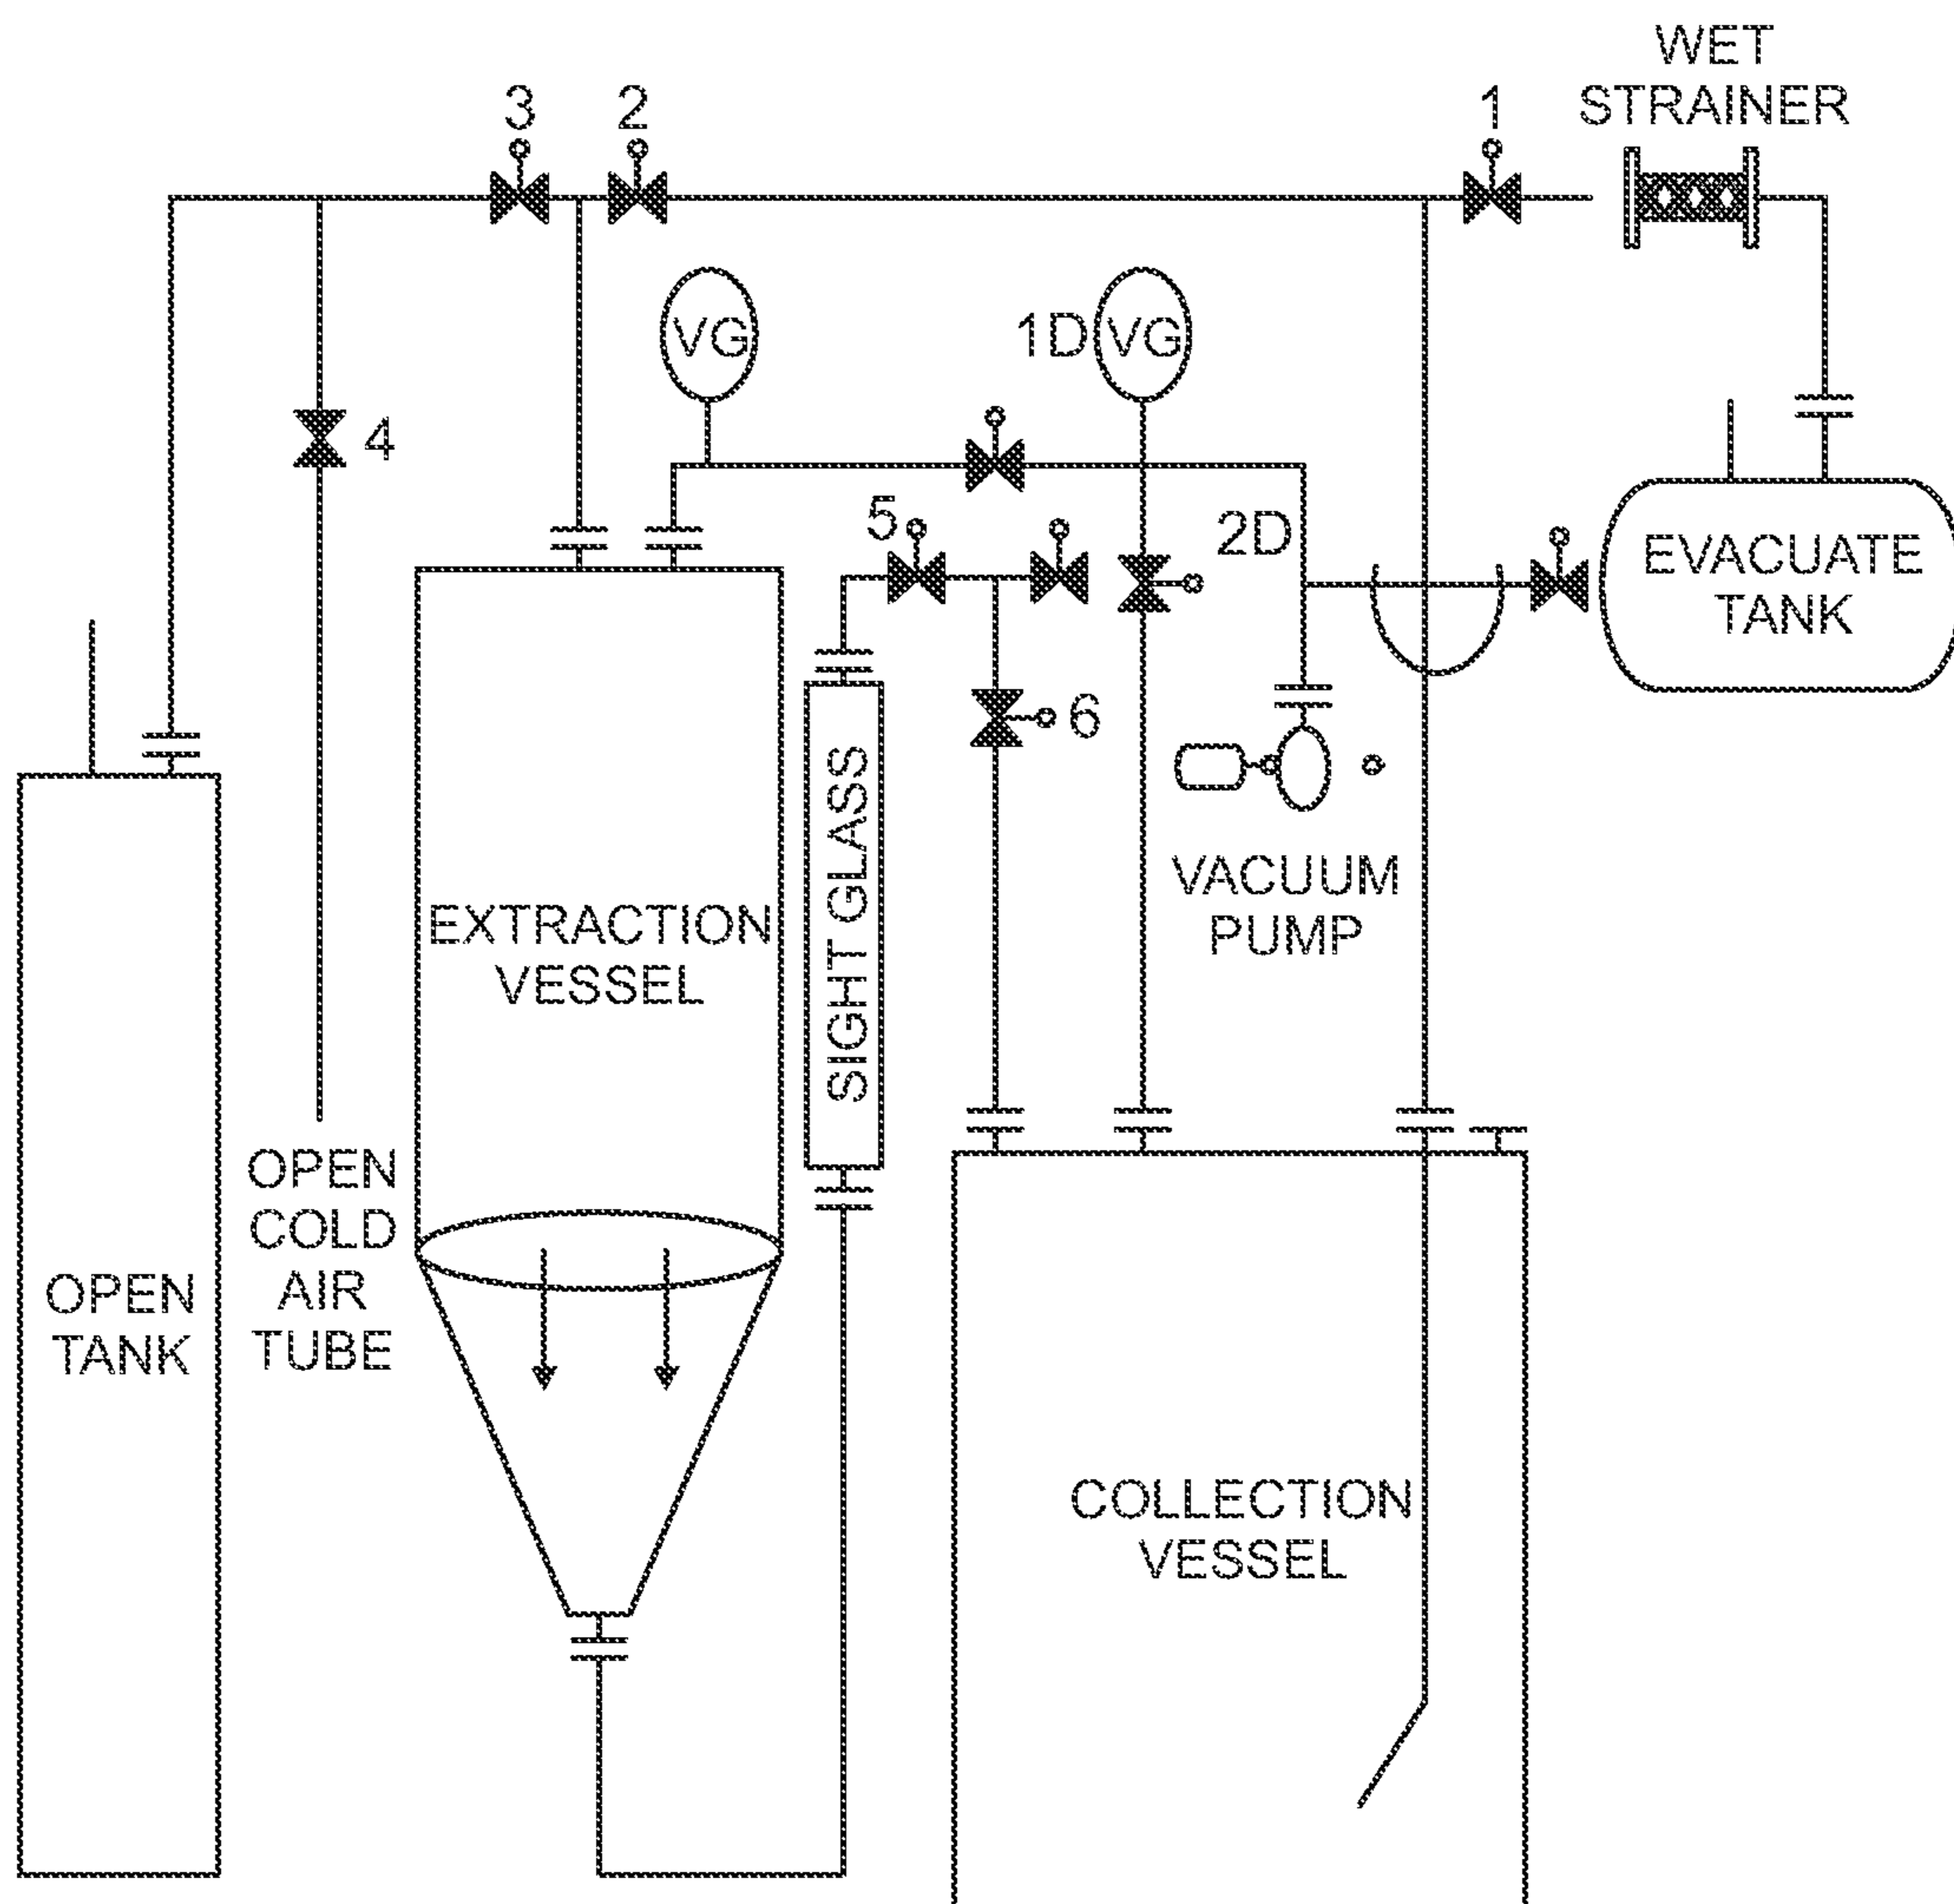 WET
STRAINER
3
2
1
VG
1D
VG
4
5
2D
EVACUATE
TANK
6
SIGHT GLASS
VACUUM
PUMP
EXTRACTION
VESSEL
OPEN
COLD
AIR
TUBE
OPEN
TANK
COLLECTION
VESSEL